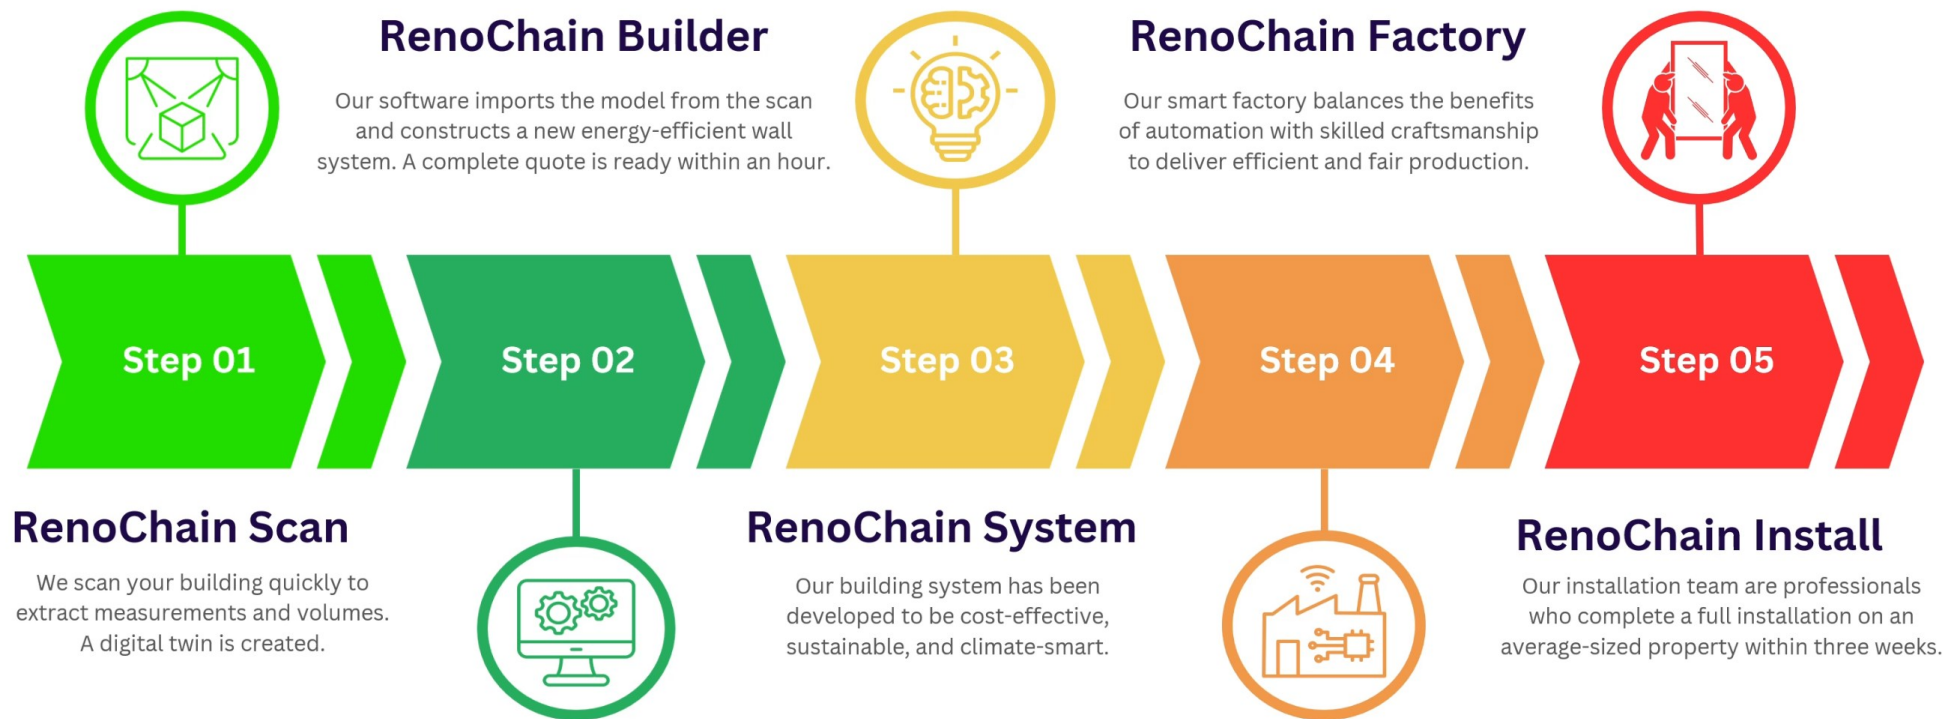 Step 01
RenoChain Scan
We scan your building quickly to
extract measurements and volumes.
A digital twin is created.
RenoChain Builder
Our software imports the model from the scan
and constructs a new energy-efficient wall
system. A complete quote is ready within an hour.
Step 02
Step 03
RenoChain System
Our building system has been
developed to be cost-effective,
sustainable, and climate-smart.
RenoChain Factory
Our smart factory balances the benefits
of automation with skilled craftsmanship
to deliver efficient and fair production.
Step 04
Step 05
RenoChain Install
Our installation team are professionals
who complete a full installation on an
average-sized property within three weeks.